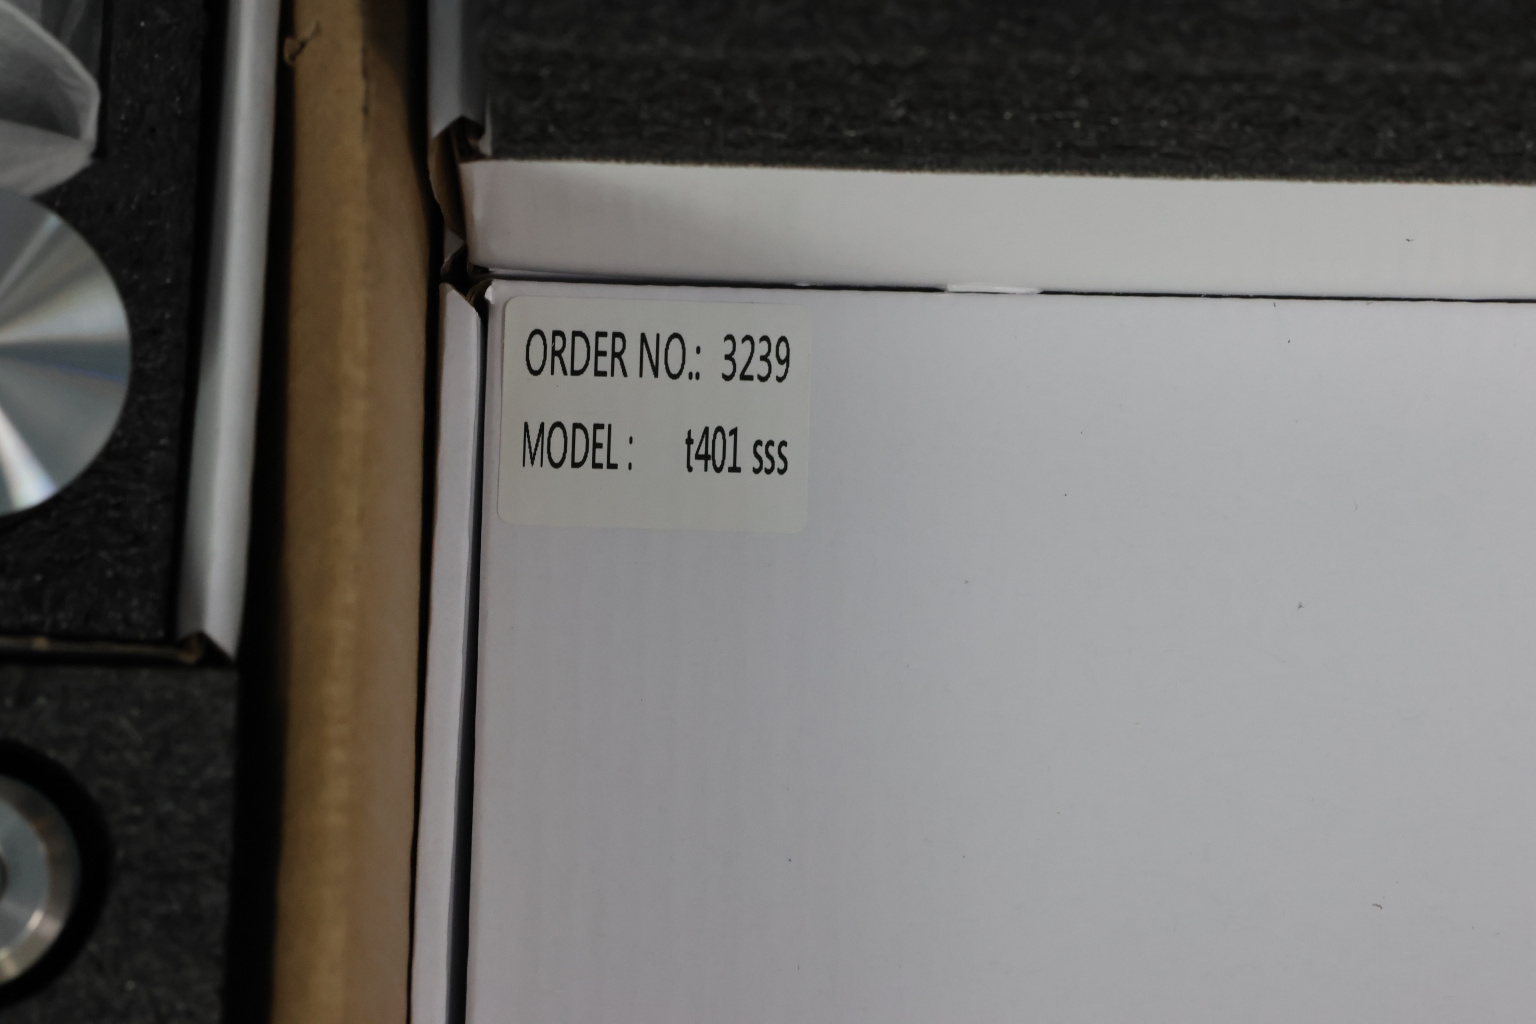 ORDER NO.: 3239
MODEL : t401 sss